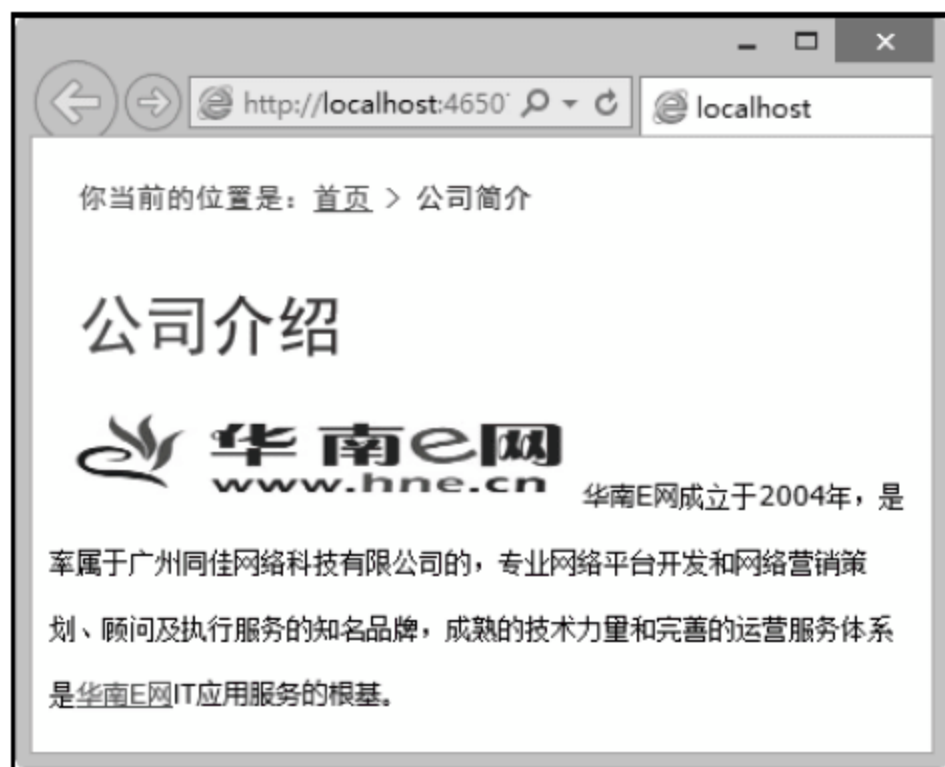 http://localhost:4650
localhost
你当前的位置是：首页 > 公司简介
公司介绍
华南e网
www.hne.cn
华南E网成立于2004年，是
率属于广州同佳网络科技有限公司的，专业网络平台开发和网络营销策
划、顾问及执行服务的知名品牌，成熟的技术力量和完善的运营服务体系
是华南E网IT应用服务的根基。